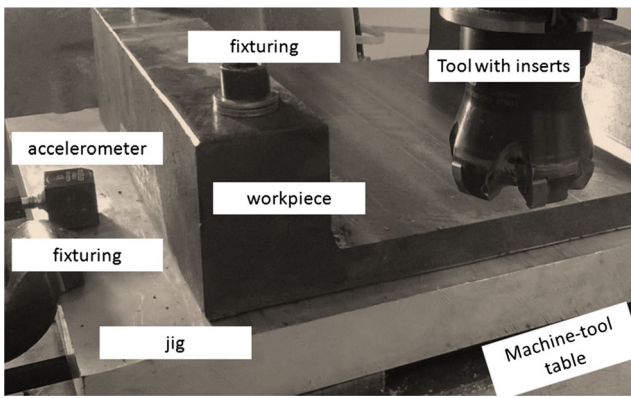 fixturing
Tool with inserts
accelerometer
workpiece
fixturing
jig
Machine-tool
table